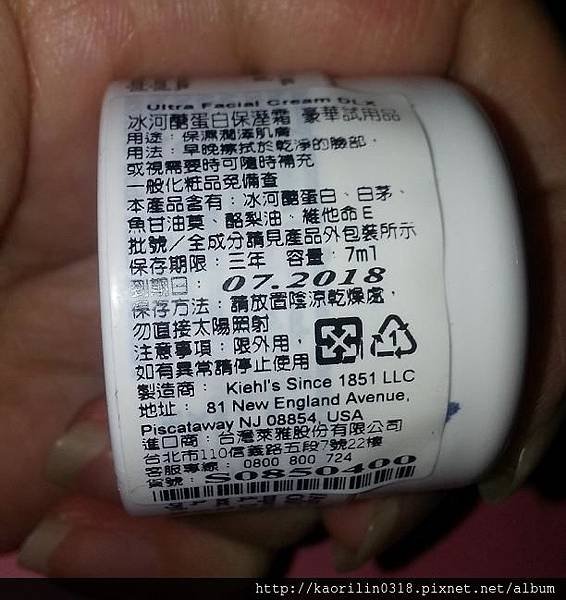 Ultra Facial Cream DLX
冰河醣蛋白保溼霜 豪華試用品
用途：保濕潤澤肌膚
用法：早晚擦拭於乾淨的臉部，
或視需要時可隨時補充
一般化粧品免備查
本產品含有：冰河醣蛋白、白茅、
魚甘油萸、酪梨油、維他命E
批號／全成分請見產品外包裝所示
保存期限：三年 容量：7ml
到期日：07.2018
保存方法：請放置陰涼乾燥處，
勿直接太陽照射
注意事項：限外用，
如有異常請停止使用
製造商： Kiehl's Since 1851 LLC
地址： 81 New England Avenue,
Piscataway NJ 08854, USA
進口商：台灣萊雅股份有限公司
台北市110信義路五段7號22樓
客服專線：0800 800 724
貨號：S0850400
http://kaorilin0318.pixnet.net/album